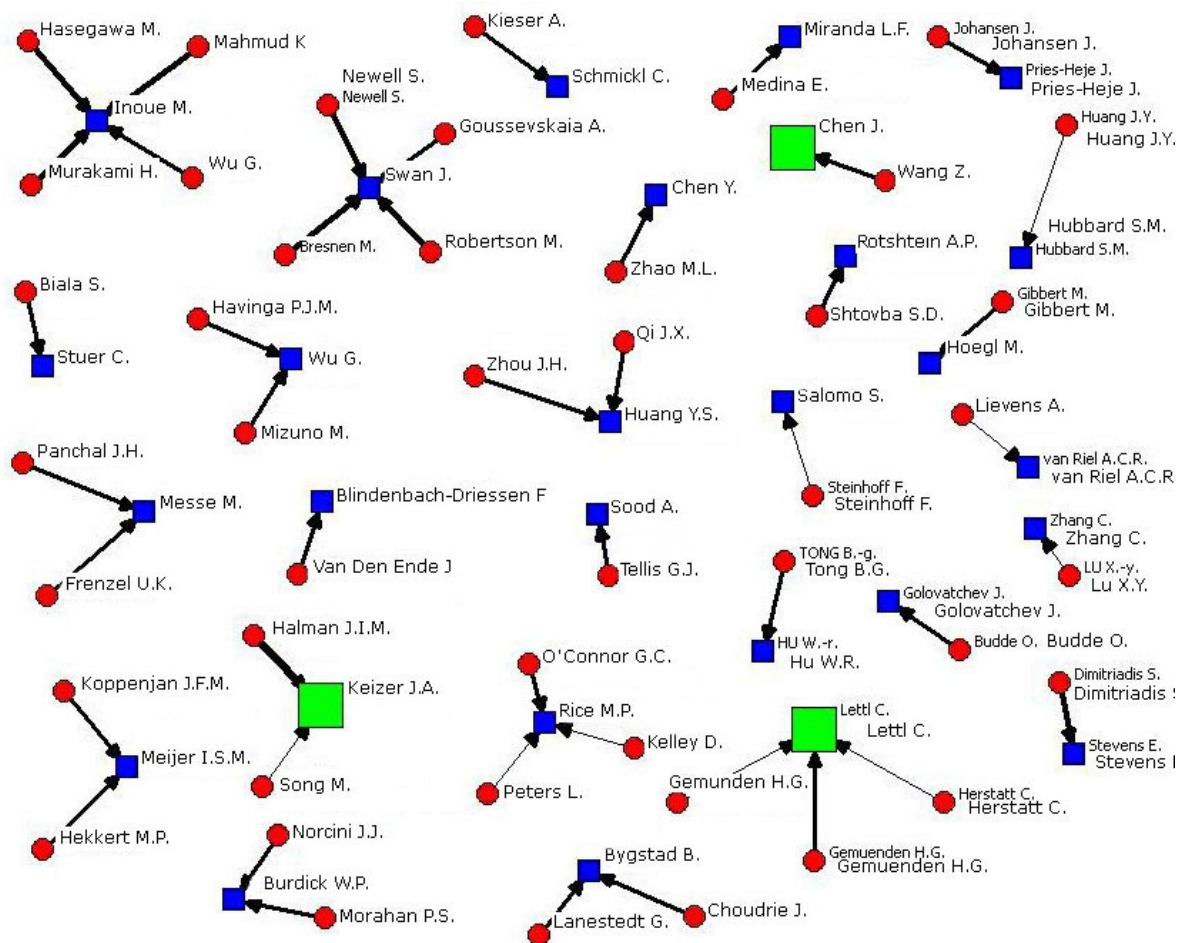 Hasegawa M.
Mahmud K
Inoue M.
Murakami H.
Wu G.
Newell S.
Newell S.
Goussevskaia A.
Swan J.
Bresnen M.
Robertson M.
Kieser A.
Schmickl C.
Miranda L.F.
Medina E.
Johansen J.
Johansen J.
Pries-Heje J.
Pries-Heje J.
Chen J.
Wang Z.
Huang J.Y.
Huang J.Y.
Hubbard S.M.
Hubbard S.M.
Chen Y.
Zhao M.L.
Rotshtein A.P.
Shtovba S.D.
Gibbert M.
Gibbert M.
Hoegl M.
Biala S.
Stuer C.
Havinga P.J.M.
Wu G.
Mizuno M.
Qi J.X.
Zhou J.H.
Huang Y.S.
Salomo S.
Steinhoff F.
Steinhoff F.
Lievens A.
van Riel A.C.R.
van Riel A.C.R
Panchal J.H.
Messe M.
Frenzel U.K.
Blindenbach-Driessen F
Van Den Ende J
Sood A.
Tellis G.J.
Zhang C.
Zhang C.
LU X.-y.
Lu X.Y.
TONG B.-g.
Tong B.G.
HU W.-r.
Hu W.R.
Golovatchev J.
Golovatchev J.
Budde O. Budde O.
Halman J.I.M.
Keizer J.A.
Song M.
O'Connor G.C.
Rice M.P.
Kelley D.
Peters L.
Koppenjan J.F.M.
Meijer I.S.M.
Hekkert M.P.
Lettl C.
Lettl C.
Gemunden H.G.
Herstatt C.
Herstatt C.
Gemuenden H.G.
Gemuenden H.G.
Dimitriadis S.
Dimitriadis
Stevens E.
Stevens
Norcini J.J.
Burdick W.P.
Morahan P.S.
Bygstad B.
Lanestedt G.
Choudrie J.